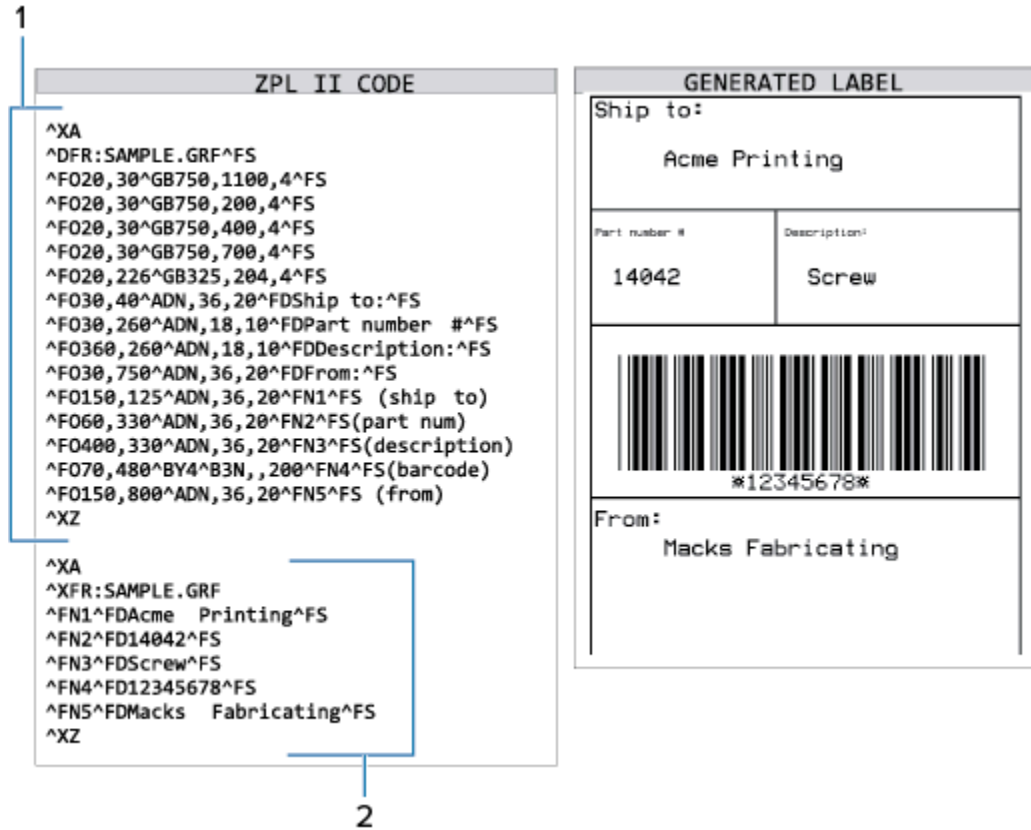 1
ZPL II CODE
^XA
^DFR:SAMPLE.GRF^FS
^FO20,30^GB750,1100,4^FS
^FO20,30^GB750,200,4^FS
^FO20,30^GB750,400,4^FS
^FO20,30^GB750,700,4^FS
^FO20,226^GB325,204,4^FS
^FO30,40^ADN,36,20^FDShip to:^FS
^FO30,260^ADN,18,10^FDPart number  #^FS
^FO360,260^ADN,18,10^FDDescription:^FS
^FO30,750^ADN,36,20^FDFrom:^FS
^FO150,125^ADN,36,20^FN1^FS (ship to)
^FO60,330^ADN,36,20^FN2^FS(part num)
^FO400,330^ADN,36,20^FN3^FS(description)
^FO70,480^BY4^B3N,,200^FN4^FS(barcode)
^FO150,800^ADN,36,20^FN5^FS (from)
^XZ
^XA
^XFR:SAMPLE.GRF
^FN1^FDAcme  Printing^FS
^FN2^FD14042^FS
^FN3^FDScrew^FS
^FN4^FD12345678^FS
^FN5^FDMacks  Fabricating^FS
^XZ
2
GENERATED LABEL
Ship to:
Acme Printing
Part number #
Description:
14042
Screw
*12345678*
From:
Macks Fabricating